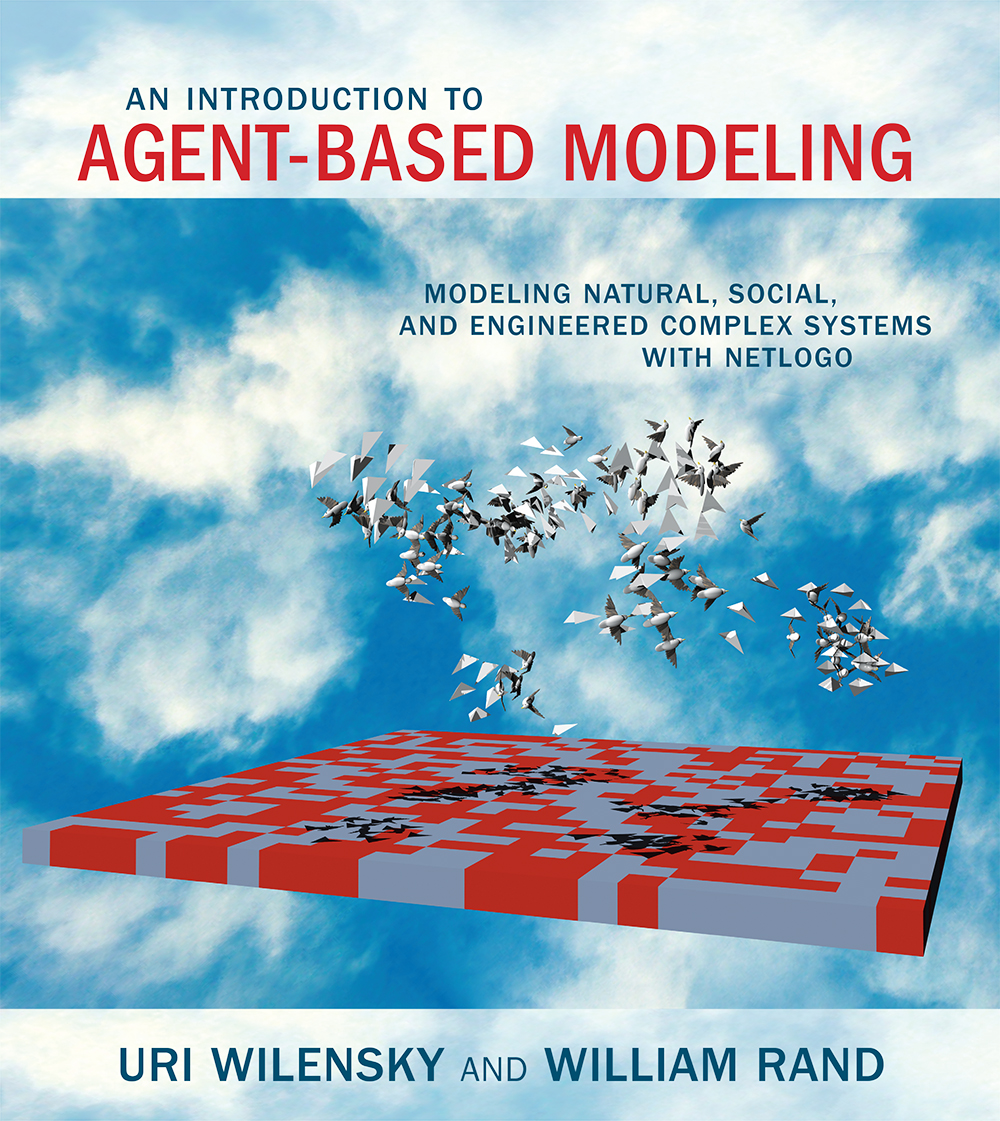 AN INTRODUCTION TO
AGENT-BASED MODELING
MODELING NATURAL, SOCIAL,
AND ENGINEERED COMPLEX SYSTEMS
WITH NETLOGO
URI WILENSKY AND WILLIAM RAND